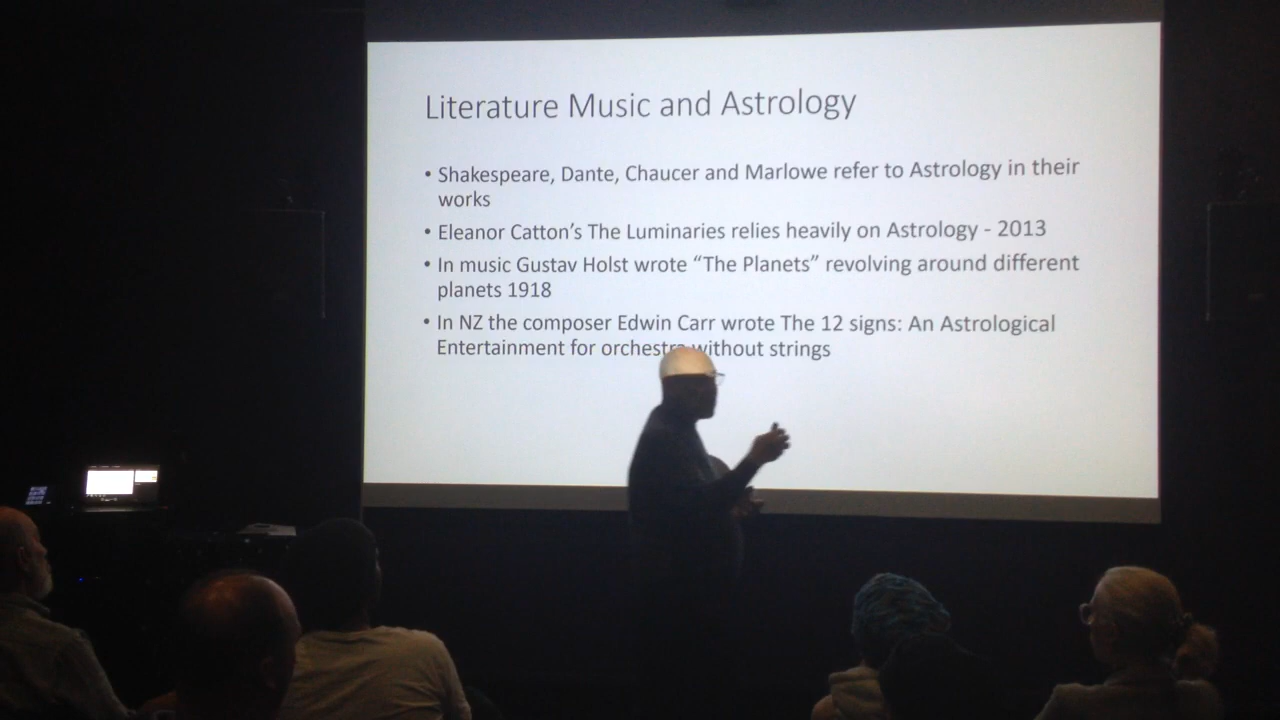 Literature Music and Astrology
• Shakespeare, Dante, Chaucer and Marlowe refer to Astrology in their
works
• Eleanor Catton’s The Luminaries relies heavily on Astrology - 2013
• In music Gustav Holst wrote “The Planets” revolving around different
planets 1918
• In NZ the composer Edwin Carr wrote The 12 signs: An Astrological
Entertainment for orchestra without strings